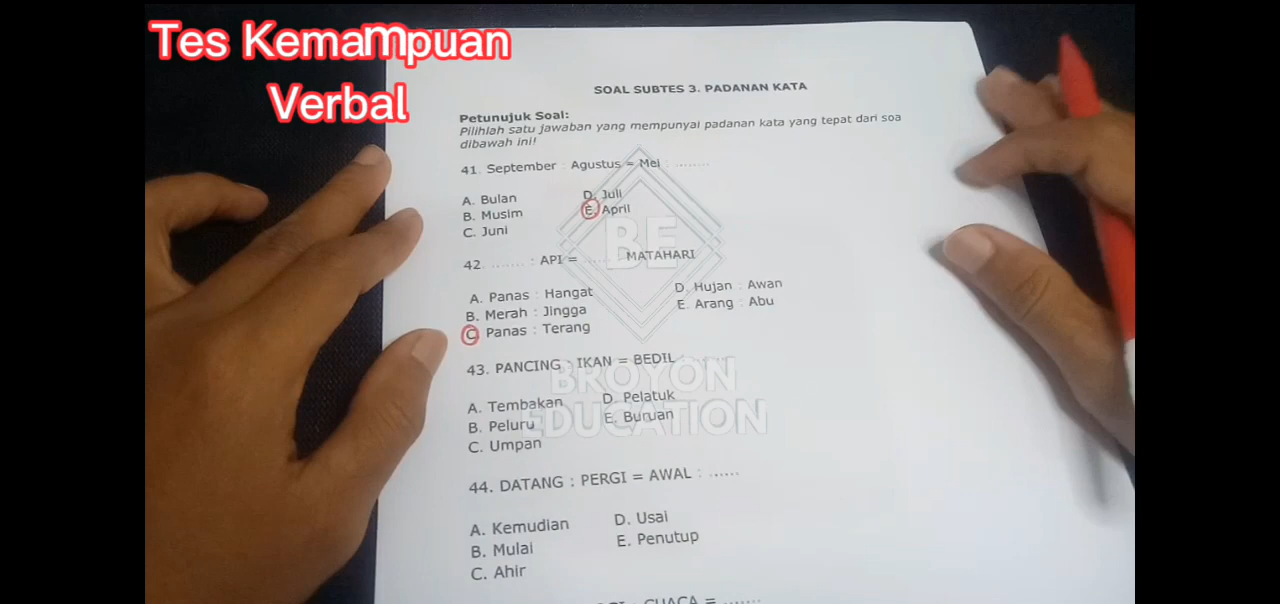 Tes Kemampuan
Verbal
SOAL SUBTES 3. PADANAN KATA
Petunujuk Soal:
Pilihlah satu jawaban yang mempunyai padanan kata yang tepat dari soa
dibawah ini!
41. September : Agustus = Mei : ........
A. Bulan
D. Juli
B. Musim
E. April
C. Juni
42. ....... : API = ...... : MATAHARI
A. Panas : Hangat
D. Hujan : Awan
B. Merah : Jingga
E. Arang : Abu
C. Panas : Terang
43. PANCING : IKAN = BEDIL
A. Tembakan
D. Pelatuk
B. Peluru
E. Buruan
C. Umpan
44. DATANG : PERGI = AWAL : ......
A. Kemudian
D. Usai
B. Mulai
E. Penutup
C. Ahir
CUACA = .......
BE
BROYON
EDUCATION